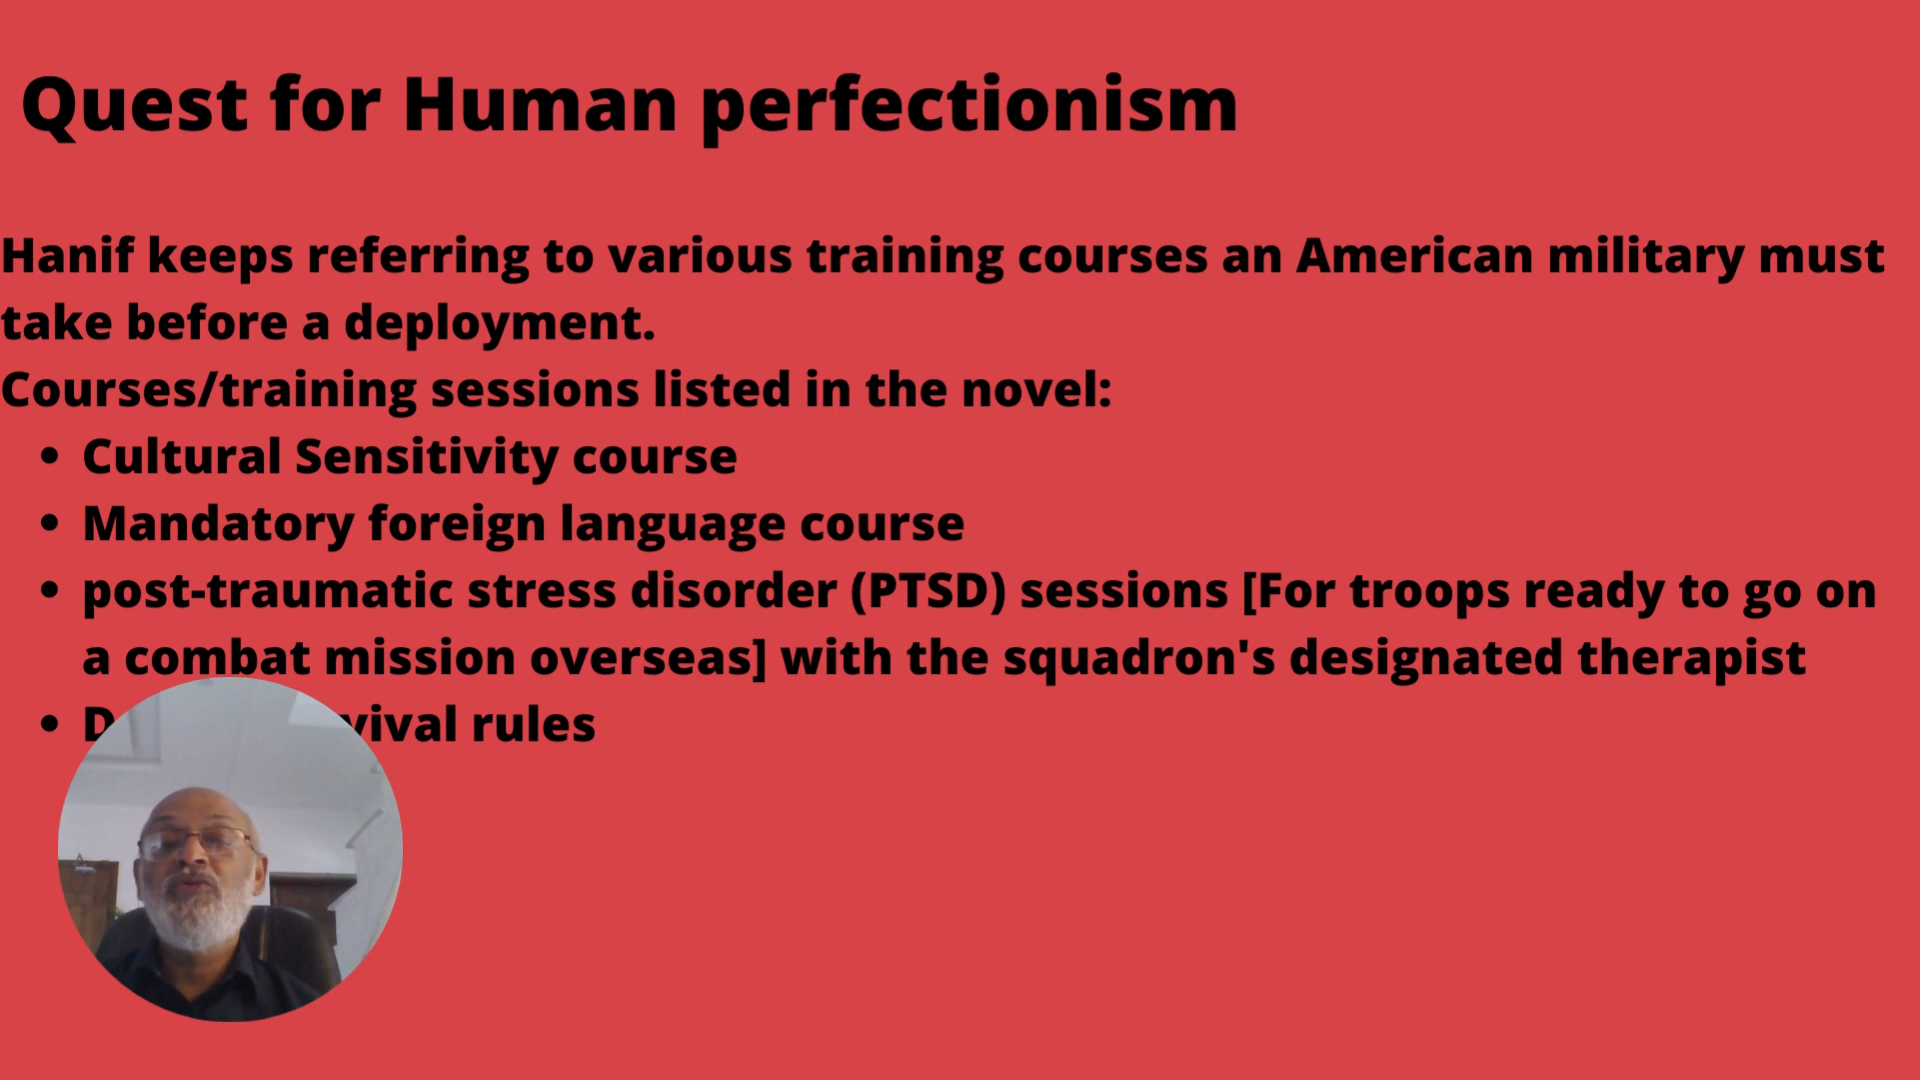 Quest for Human perfectionism
Hanif keeps referring to various training courses an American military must
take before a deployment.
Courses/training sessions listed in the novel:
• Cultural Sensitivity course
• Mandatory foreign language course
• post-traumatic stress disorder (PTSD) sessions [For troops ready to go on
a combat mission overseas] with the squadron's designated therapist
• rules